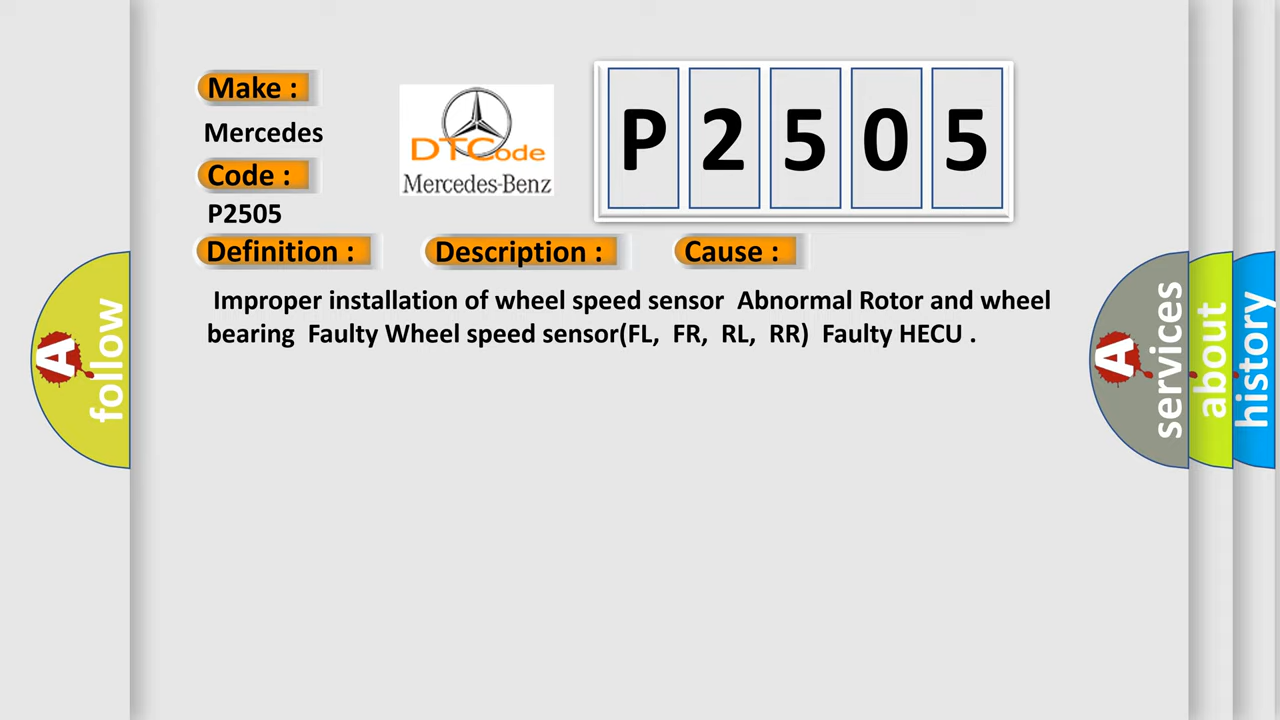 Make :
Mercedes
Code :
P2505
DTCode
Mercedes-Benz
P 2 5 0 5
Definition : Description : Cause :
Improper installation of wheel speed sensor  Abnormal Rotor and wheel
bearing  Faulty Wheel speed sensor(FL,  FR,  RL,  RR)  Faulty HECU .
A follow
A services
about
history